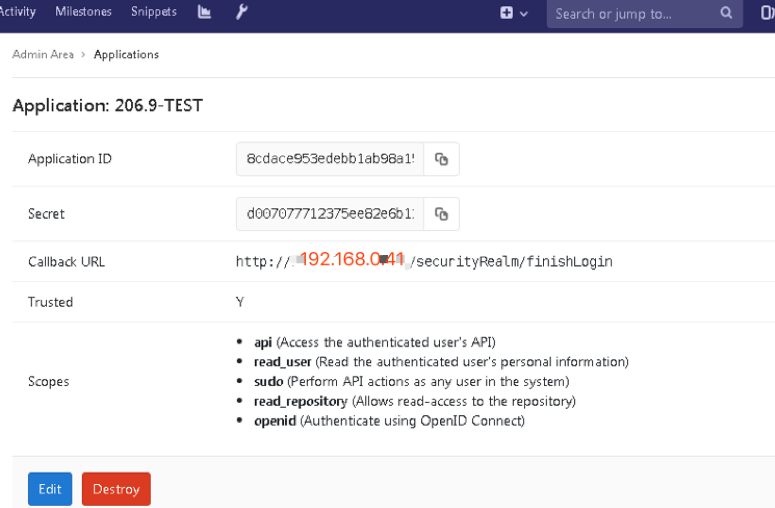 Activity Milestones Snippets Search or jump to...
Admin Area > Applications
Application: 206.9-TEST
Application ID 8cdace953edebb1ab98a1
Secret d007077712375ee82e6b1
Callback URL http:// 192.168.0.41 /securityRealm/finishLogin
Trusted Y
• api (Access the authenticated user's API)
• read_user (Read the authenticated user's personal information)
Scopes • sudo (Perform API actions as any user in the system)
• read_repository (Allows read-access to the repository)
• openid (Authenticate using OpenID Connect)
Edit Destroy